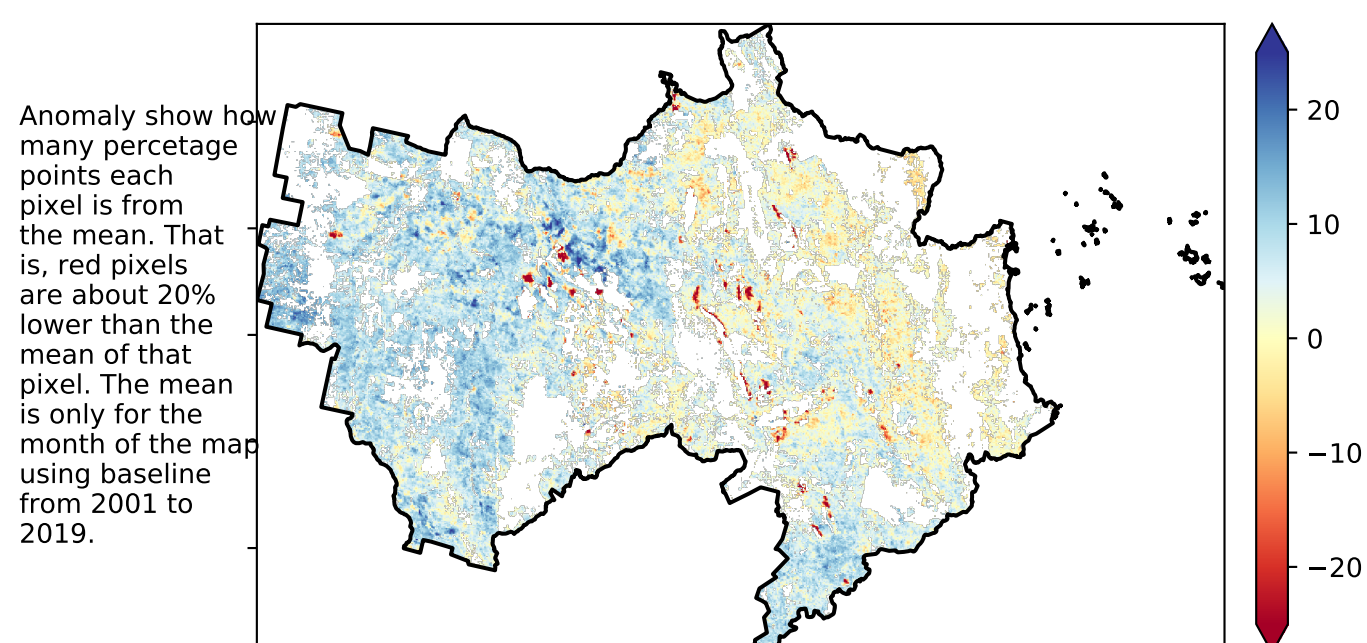 Anomaly show how
many percetage
points each
pixel is from
the mean. That
is, red pixels
are about 20%
lower than the
mean of that
pixel. The mean
is only for the
month of the map
using baseline
from 2001 to
2019.
20
10
0
−10
−20